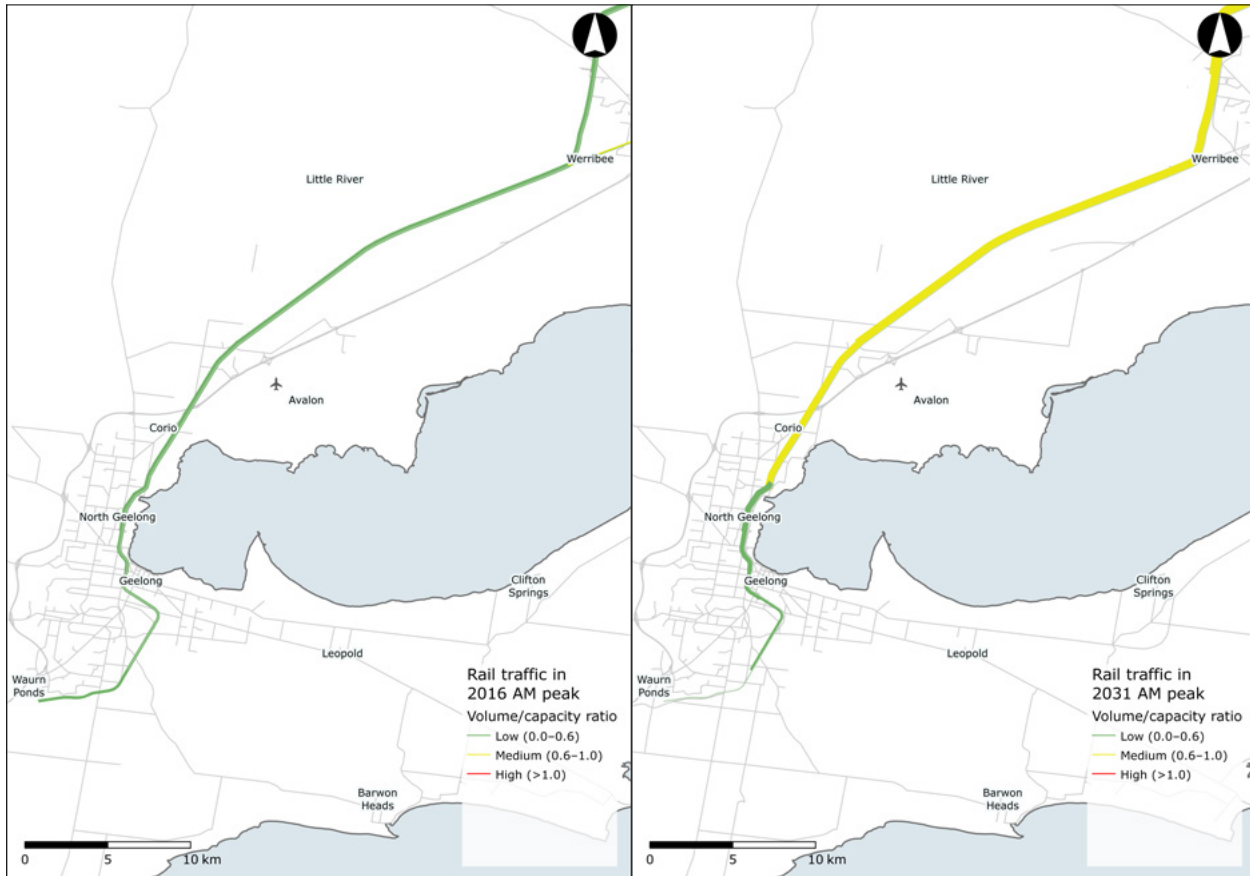 Werribee
Little River
Avalon
Corio
North Geelong
Geelong
Clifton
Springs
Leopold
Waurn
Ponds
Rail traffic in
2016 AM peak
Volume/capacity ratio
Low (0.0–0.6)
Medium (0.6–1.0)
High (>1.0)
Barwon
Heads
0 5 10 km
Werribee
Little River
Avalon
Corio
North Geelong
Geelong
Clifton
Springs
Leopold
Waurn
Ponds
Rail traffic in
2031 AM peak
Volume/capacity ratio
Low (0.0–0.6)
Medium (0.6–1.0)
High (>1.0)
Barwon
Heads
0 5 10 km